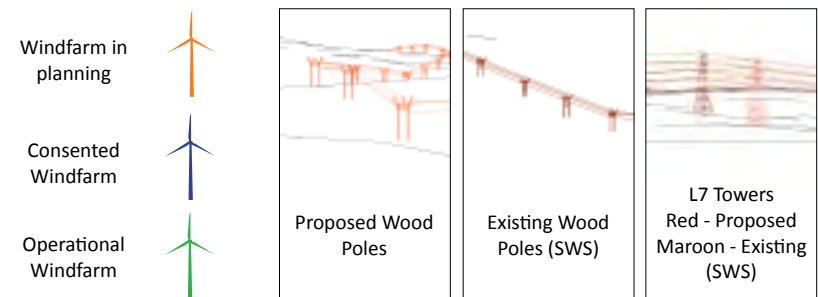 Windfarm in
planning
Consented
Windfarm
Operational
Windfarm
Proposed Wood
Poles
Existing Wood
Poles (SWS)
L7 Towers
Red - Proposed
Maroon - Existing
(SWS)